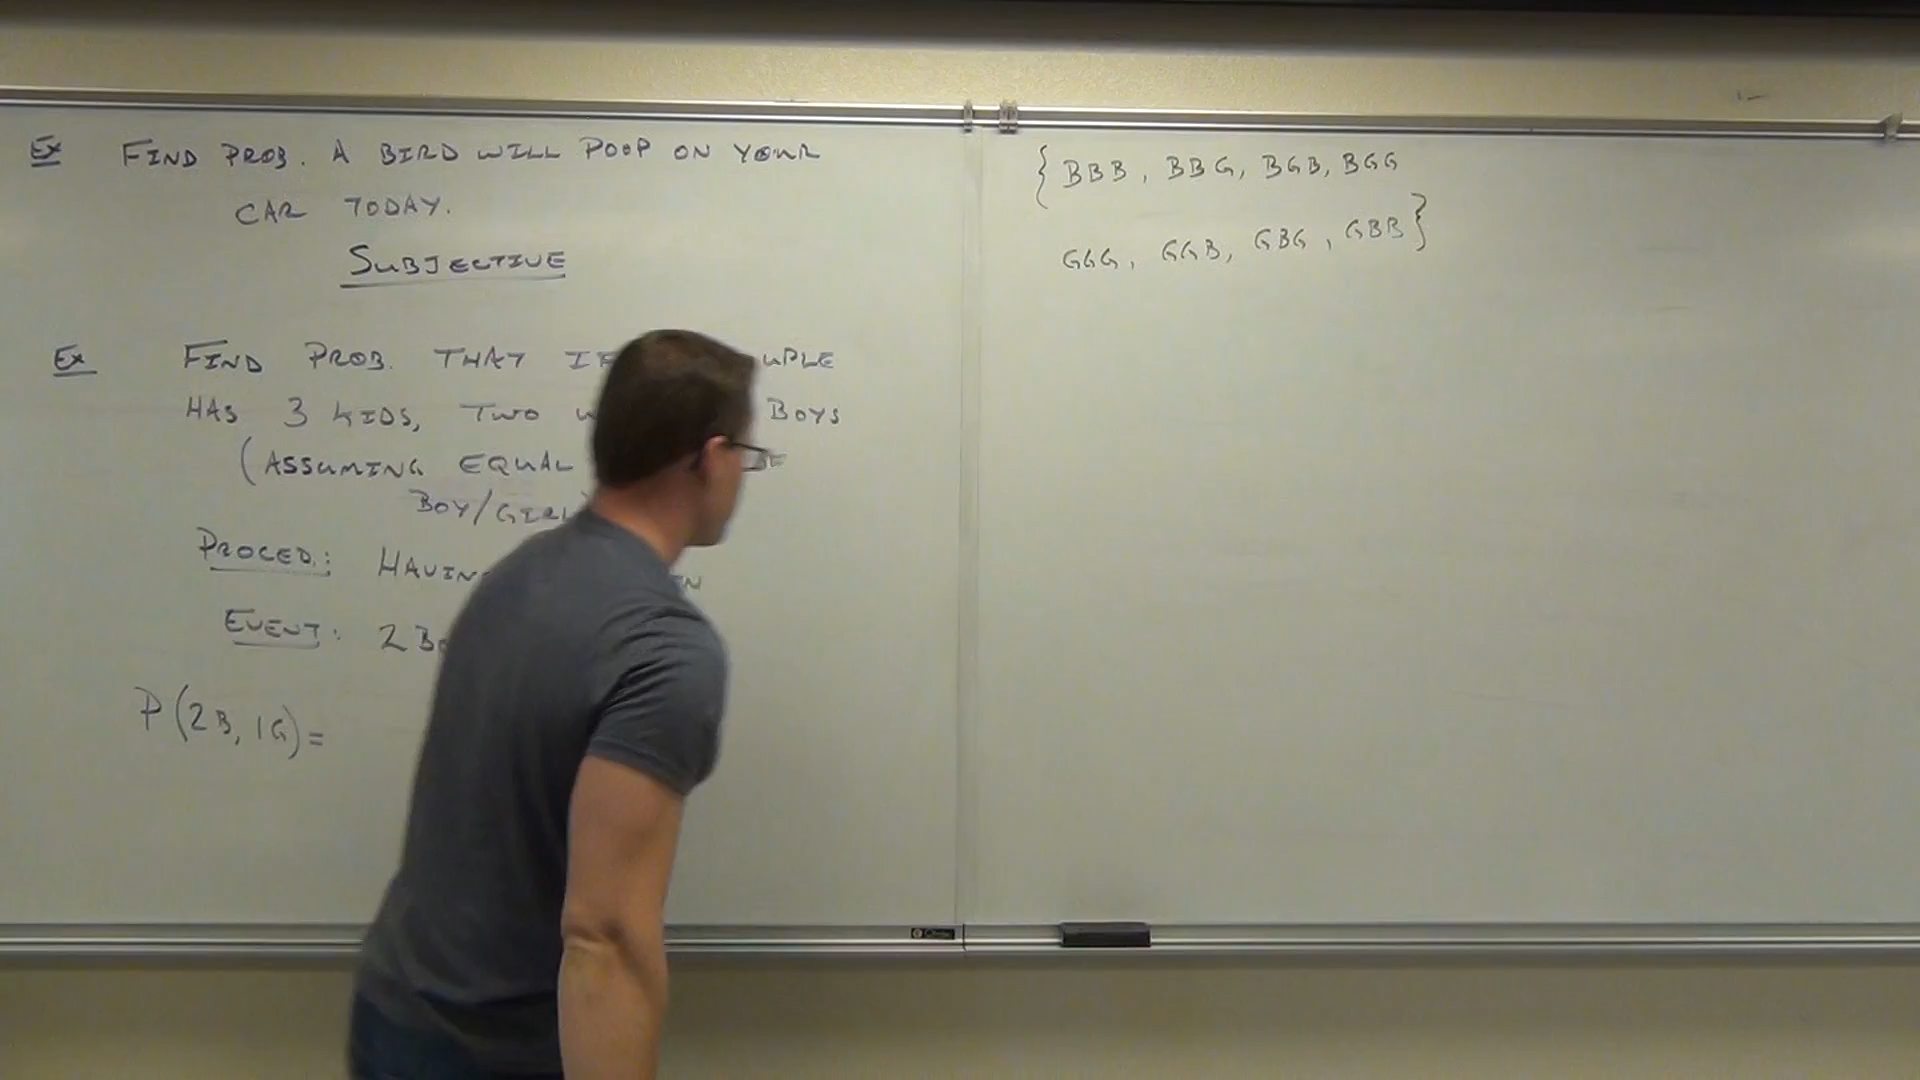 Ex FIND PROB. A BIRD WILL POOP ON YOUR
CAR TODAY.
SUBJECTIVE
Ex FIND PROB. THAT IF
HAS 3 KIDS, TWO BOYS
(ASSUMING EQUAL
BOY/GIRL)
PROCED.: HAVING
EVENT: 2
P(2B, 1G)=
{BBB, BBG, BGB, BGG
GGG, GGB, GBG, GBB}